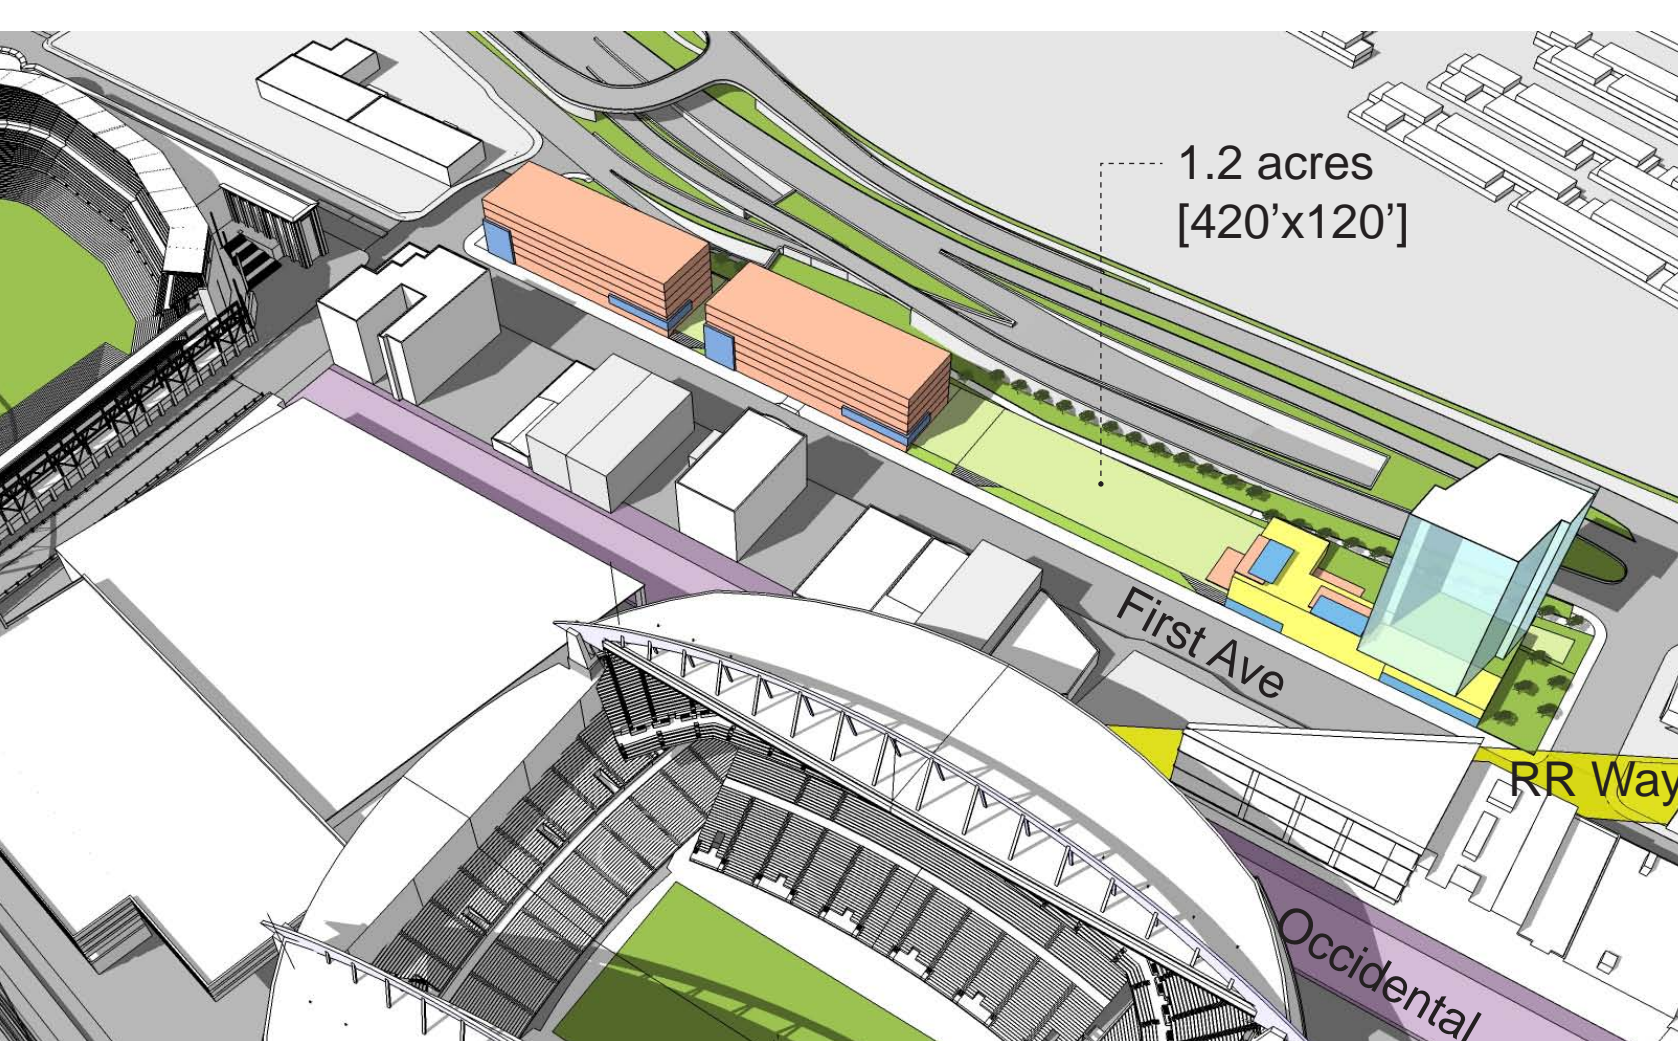 1.2 acres
[420’x120’]
First Ave
RR Way
Occidental